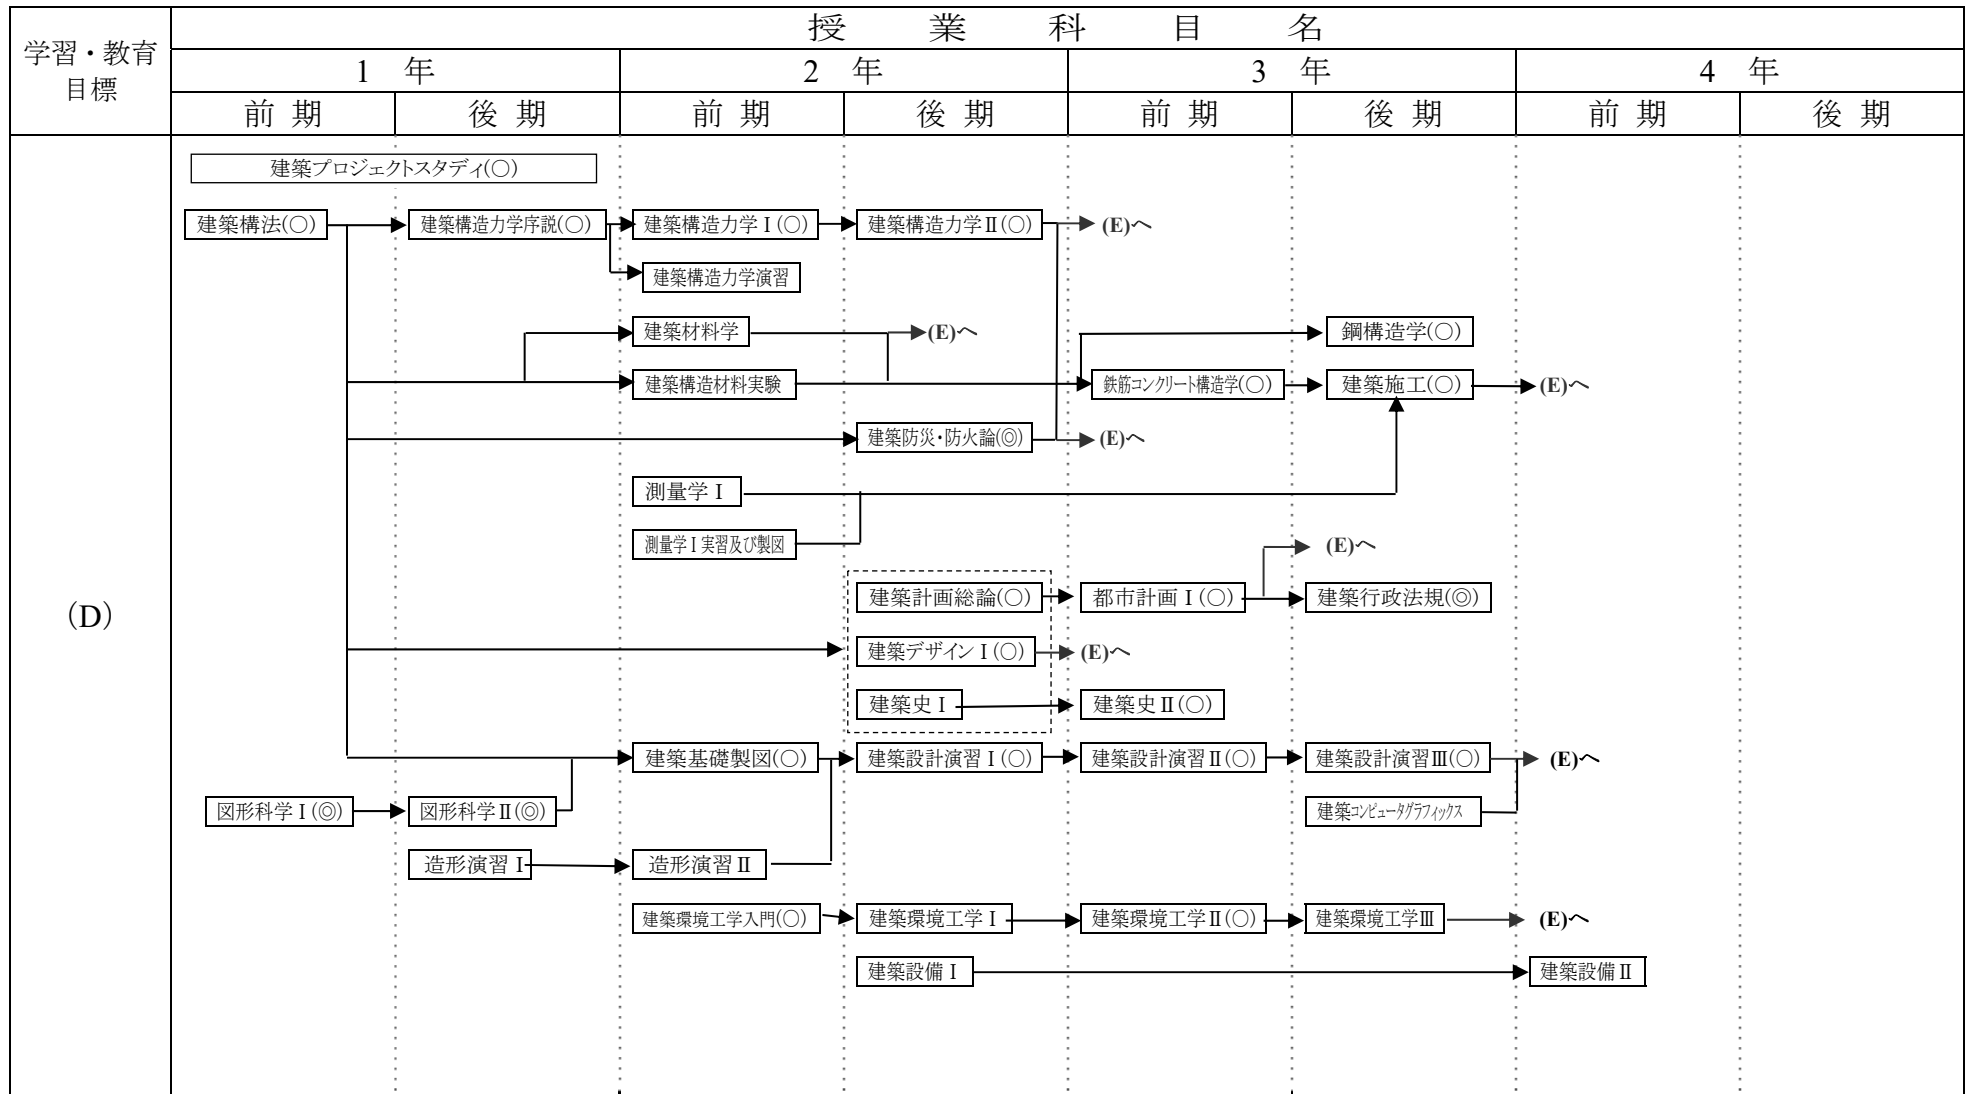 学習・教育
目標
授業科目名
1 年 2 年 3 年 4 年
前 期 後 期 前 期 後 期 前 期 後 期 前 期 後 期
(D)
建築プロジェクトスタディ(○)
建築構法(○) 建築構造力学序説(○) 建築構造力学Ⅰ(○) 建築構造力学Ⅱ(○) (E)へ
建築構造力学演習
建築材料学 (E)へ 鋼構造学(○)
建築構造材料実験 鉄筋コンクリート構造学(○) 建築施工(○) (E)へ
建築防災・防火論(◎) (E)へ
測量学Ⅰ
測量学Ⅰ実習及び製図 (E)へ
建築計画総論(○) 都市計画Ⅰ(○) 建築行政法規(◎)
建築デザインⅠ(○) (E)へ
建築史Ⅰ 建築史Ⅱ(○)
建築基礎製図(○) 建築設計演習Ⅰ(○) 建築設計演習Ⅱ(○) 建築設計演習Ⅲ(○) (E)へ
図形科学Ⅰ(◎) 図形科学Ⅱ(◎) 建築コンピュータグラフィックス
造形演習Ⅰ 造形演習Ⅱ
建築環境工学入門(○) 建築環境工学Ⅰ 建築環境工学Ⅱ(○) 建築環境工学Ⅲ (E)へ
建築設備Ⅰ 建築設備Ⅱ